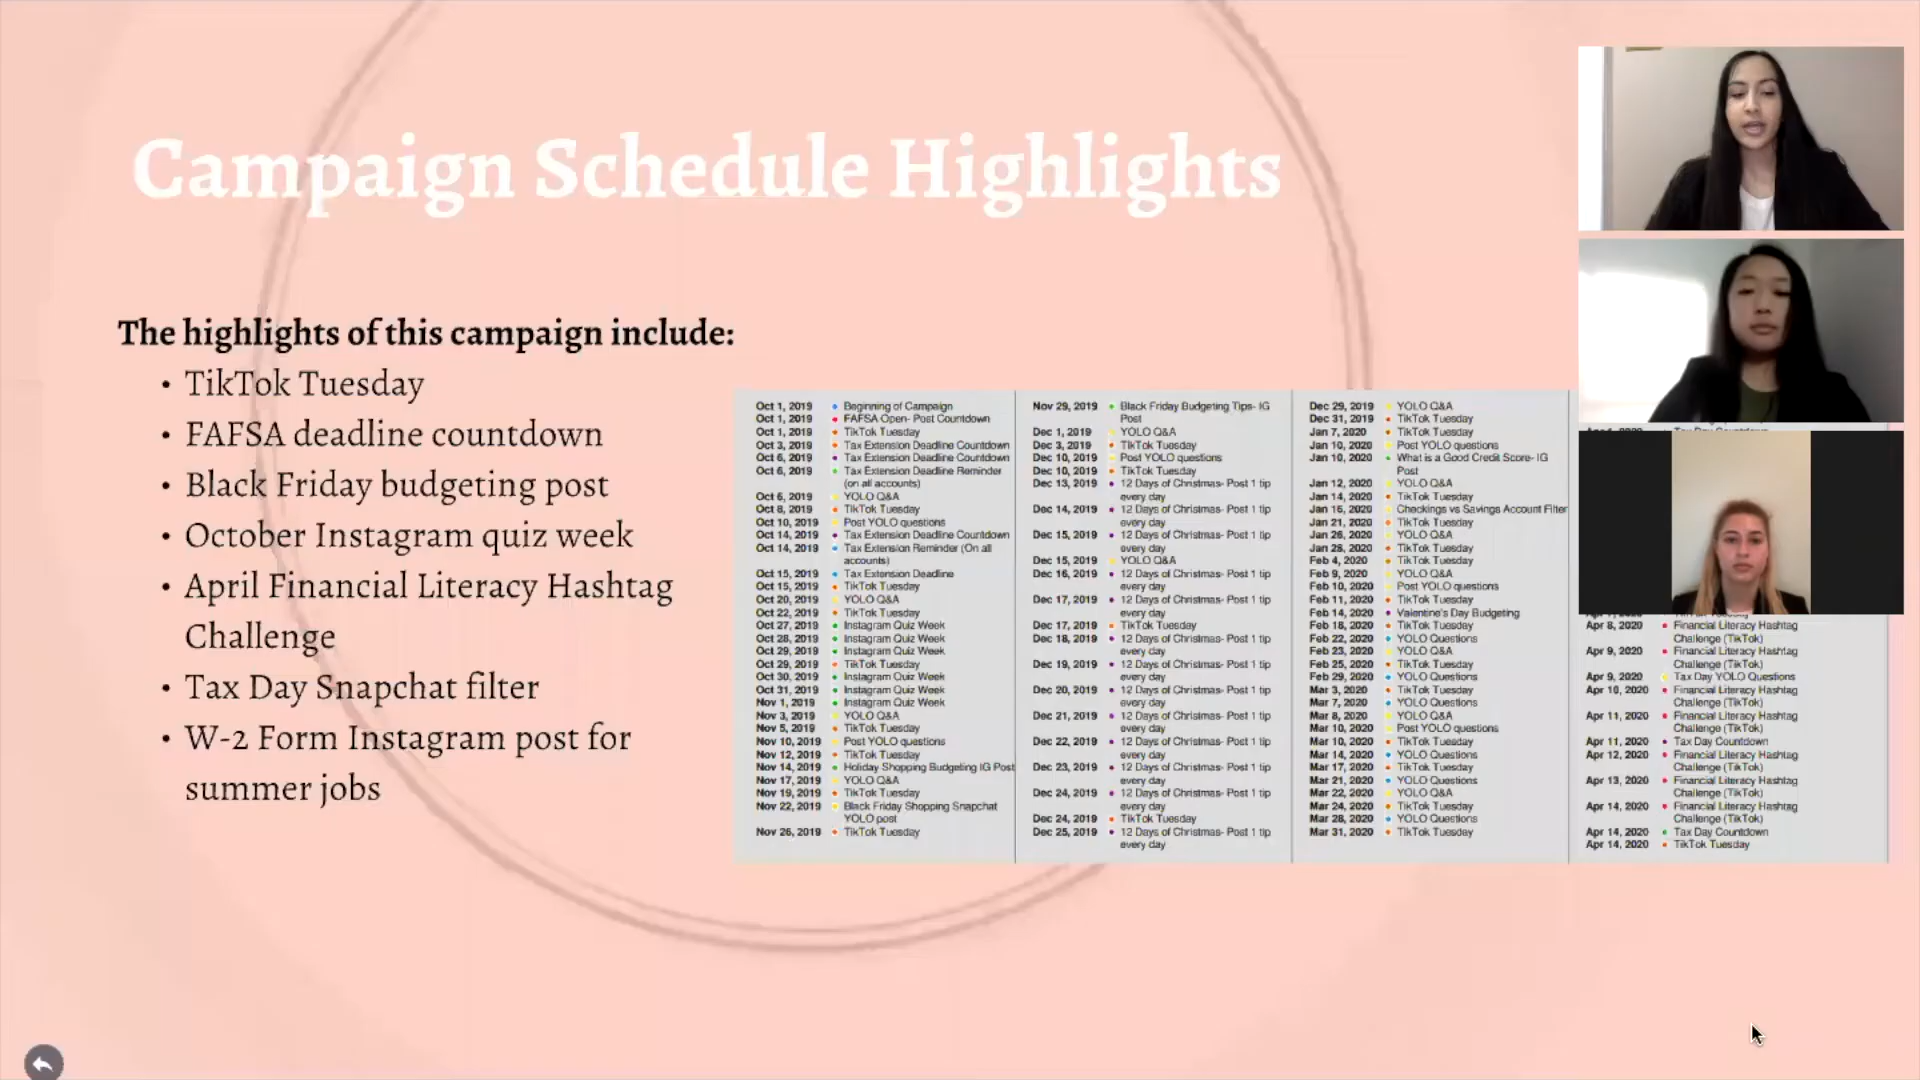 Campaign Schedule Highlights
The highlights of this campaign include:
• TikTok Tuesday
• FAFSA deadline countdown
• Black Friday budgeting post
• October Instagram quiz week
• April Financial Literacy Hashtag
Challenge
• Tax Day Snapchat filter
• W-2 Form Instagram post for
summer jobs
Oct 1, 2019 • Beginning of Campaign
Oct 1, 2019 • FAFSA Open- Post Countdown
Oct 1, 2019 • TikTok Tuesday
Oct 3, 2019 • Tax Extension Deadline Countdown
Oct 6, 2019 • Tax Extension Deadline Countdown
Oct 6, 2019 • Tax Extension Deadline Reminder
(on all accounts)
Oct 6, 2019 • YOLO Q&A
Oct 8, 2019 • TikTok Tuesday
Oct 10, 2019 • Post YOLO questions
Oct 14, 2019 • Tax Extension Deadline Countdown
Oct 14, 2019 • Tax Extension Reminder (On all
accounts)
Oct 15, 2019 • Tax Extension Deadline
Oct 15, 2019 • TikTok Tuesday
Oct 20, 2019 • YOLO Q&A
Oct 22, 2019 • TikTok Tuesday
Oct 27, 2019 • Instagram Quiz Week
Oct 28, 2019 • Instagram Quiz Week
Oct 29, 2019 • Instagram Quiz Week
Oct 29, 2019 • TikTok Tuesday
Oct 30, 2019 • Instagram Quiz Week
Oct 31, 2019 • Instagram Quiz Week
Nov 1, 2019 • Instagram Quiz Week
Nov 3, 2019 • YOLO Q&A
Nov 5, 2019 • TikTok Tuesday
Nov 10, 2019 • Post YOLO questions
Nov 12, 2019 • TikTok Tuesday
Nov 14, 2019 • Holiday Shopping Budgeting IG Post
Nov 17, 2019 • YOLO Q&A
Nov 19, 2019 • TikTok Tuesday
Nov 22, 2019 • Black Friday Shopping Snapchat
YOLO post
Nov 26, 2019 • TikTok Tuesday
Nov 29, 2019 • Black Friday Budgeting Tips- IG
Post
Dec 1, 2019 • YOLO Q&A
Dec 3, 2019 • TikTok Tuesday
Dec 10, 2019 • Post YOLO questions
Dec 10, 2019 • TikTok Tuesday
Dec 13, 2019 • 12 Days of Christmas- Post 1 tip
every day
Dec 14, 2019 • 12 Days of Christmas- Post 1 tip
every day
Dec 15, 2019 • 12 Days of Christmas- Post 1 tip
every day
Dec 15, 2019 • YOLO Q&A
Dec 16, 2019 • 12 Days of Christmas- Post 1 tip
every day
Dec 17, 2019 • 12 Days of Christmas- Post 1 tip
every day
Dec 17, 2019 • TikTok Tuesday
Dec 18, 2019 • 12 Days of Christmas- Post 1 tip
every day
Dec 19, 2019 • 12 Days of Christmas- Post 1 tip
every day
Dec 20, 2019 • 12 Days of Christmas- Post 1 tip
every day
Dec 21, 2019 • 12 Days of Christmas- Post 1 tip
every day
Dec 22, 2019 • 12 Days of Christmas- Post 1 tip
every day
Dec 23, 2019 • 12 Days of Christmas- Post 1 tip
every day
Dec 24, 2019 • 12 Days of Christmas- Post 1 tip
every day
Dec 24, 2019 • TikTok Tuesday
Dec 25, 2019 • 12 Days of Christmas- Post 1 tip
every day
Dec 29, 2019 • YOLO Q&A
Dec 31, 2019 • TikTok Tuesday
Jan 7, 2020 • TikTok Tuesday
Jan 10, 2020 • Post YOLO questions
Jan 10, 2020 • What is a Good Credit Score- IG
Post
Jan 12, 2020 • YOLO Q&A
Jan 14, 2020 • TikTok Tuesday
Jan 16, 2020 • Checkings vs Savings Account Filter
Jan 21, 2020 • TikTok Tuesday
Jan 26, 2020 • YOLO Q&A
Jan 28, 2020 • TikTok Tuesday
Feb 4, 2020 • TikTok Tuesday
Feb 9, 2020 • YOLO Q&A
Feb 10, 2020 • Post YOLO questions
Feb 11, 2020 • TikTok Tuesday
Feb 14, 2020 • Valentine's Day Budgeting
Feb 18, 2020 • TikTok Tuesday
Feb 22, 2020 • YOLO Questions
Feb 23, 2020 • YOLO Q&A
Feb 25, 2020 • TikTok Tuesday
Feb 29, 2020 • YOLO Questions
Mar 3, 2020 • TikTok Tuesday
Mar 7, 2020 • YOLO Questions
Mar 8, 2020 • YOLO Q&A
Mar 10, 2020 • Post YOLO questions
Mar 10, 2020 • TikTok Tuesday
Mar 14, 2020 • YOLO Questions
Mar 17, 2020 • TikTok Tuesday
Mar 21, 2020 • YOLO Questions
Mar 22, 2020 • YOLO Q&A
Mar 24, 2020 • TikTok Tuesday
Mar 28, 2020 • YOLO Questions
Mar 31, 2020 • TikTok Tuesday
Apr 8, 2020 • Financial Literacy Hashtag
Challenge (TikTok)
Apr 9, 2020 • Financial Literacy Hashtag
Challenge (TikTok)
Apr 9, 2020 • Tax Day YOLO Questions
Apr 10, 2020 • Financial Literacy Hashtag
Challenge (TikTok)
Apr 11, 2020 • Financial Literacy Hashtag
Challenge (TikTok)
Apr 11, 2020 • Tax Day Countdown
Apr 12, 2020 • Financial Literacy Hashtag
Challenge (TikTok)
Apr 13, 2020 • Financial Literacy Hashtag
Challenge (TikTok)
Apr 14, 2020 • Financial Literacy Hashtag
Challenge (TikTok)
Apr 14, 2020 • Tax Day Countdown
Apr 14, 2020 • TikTok Tuesday